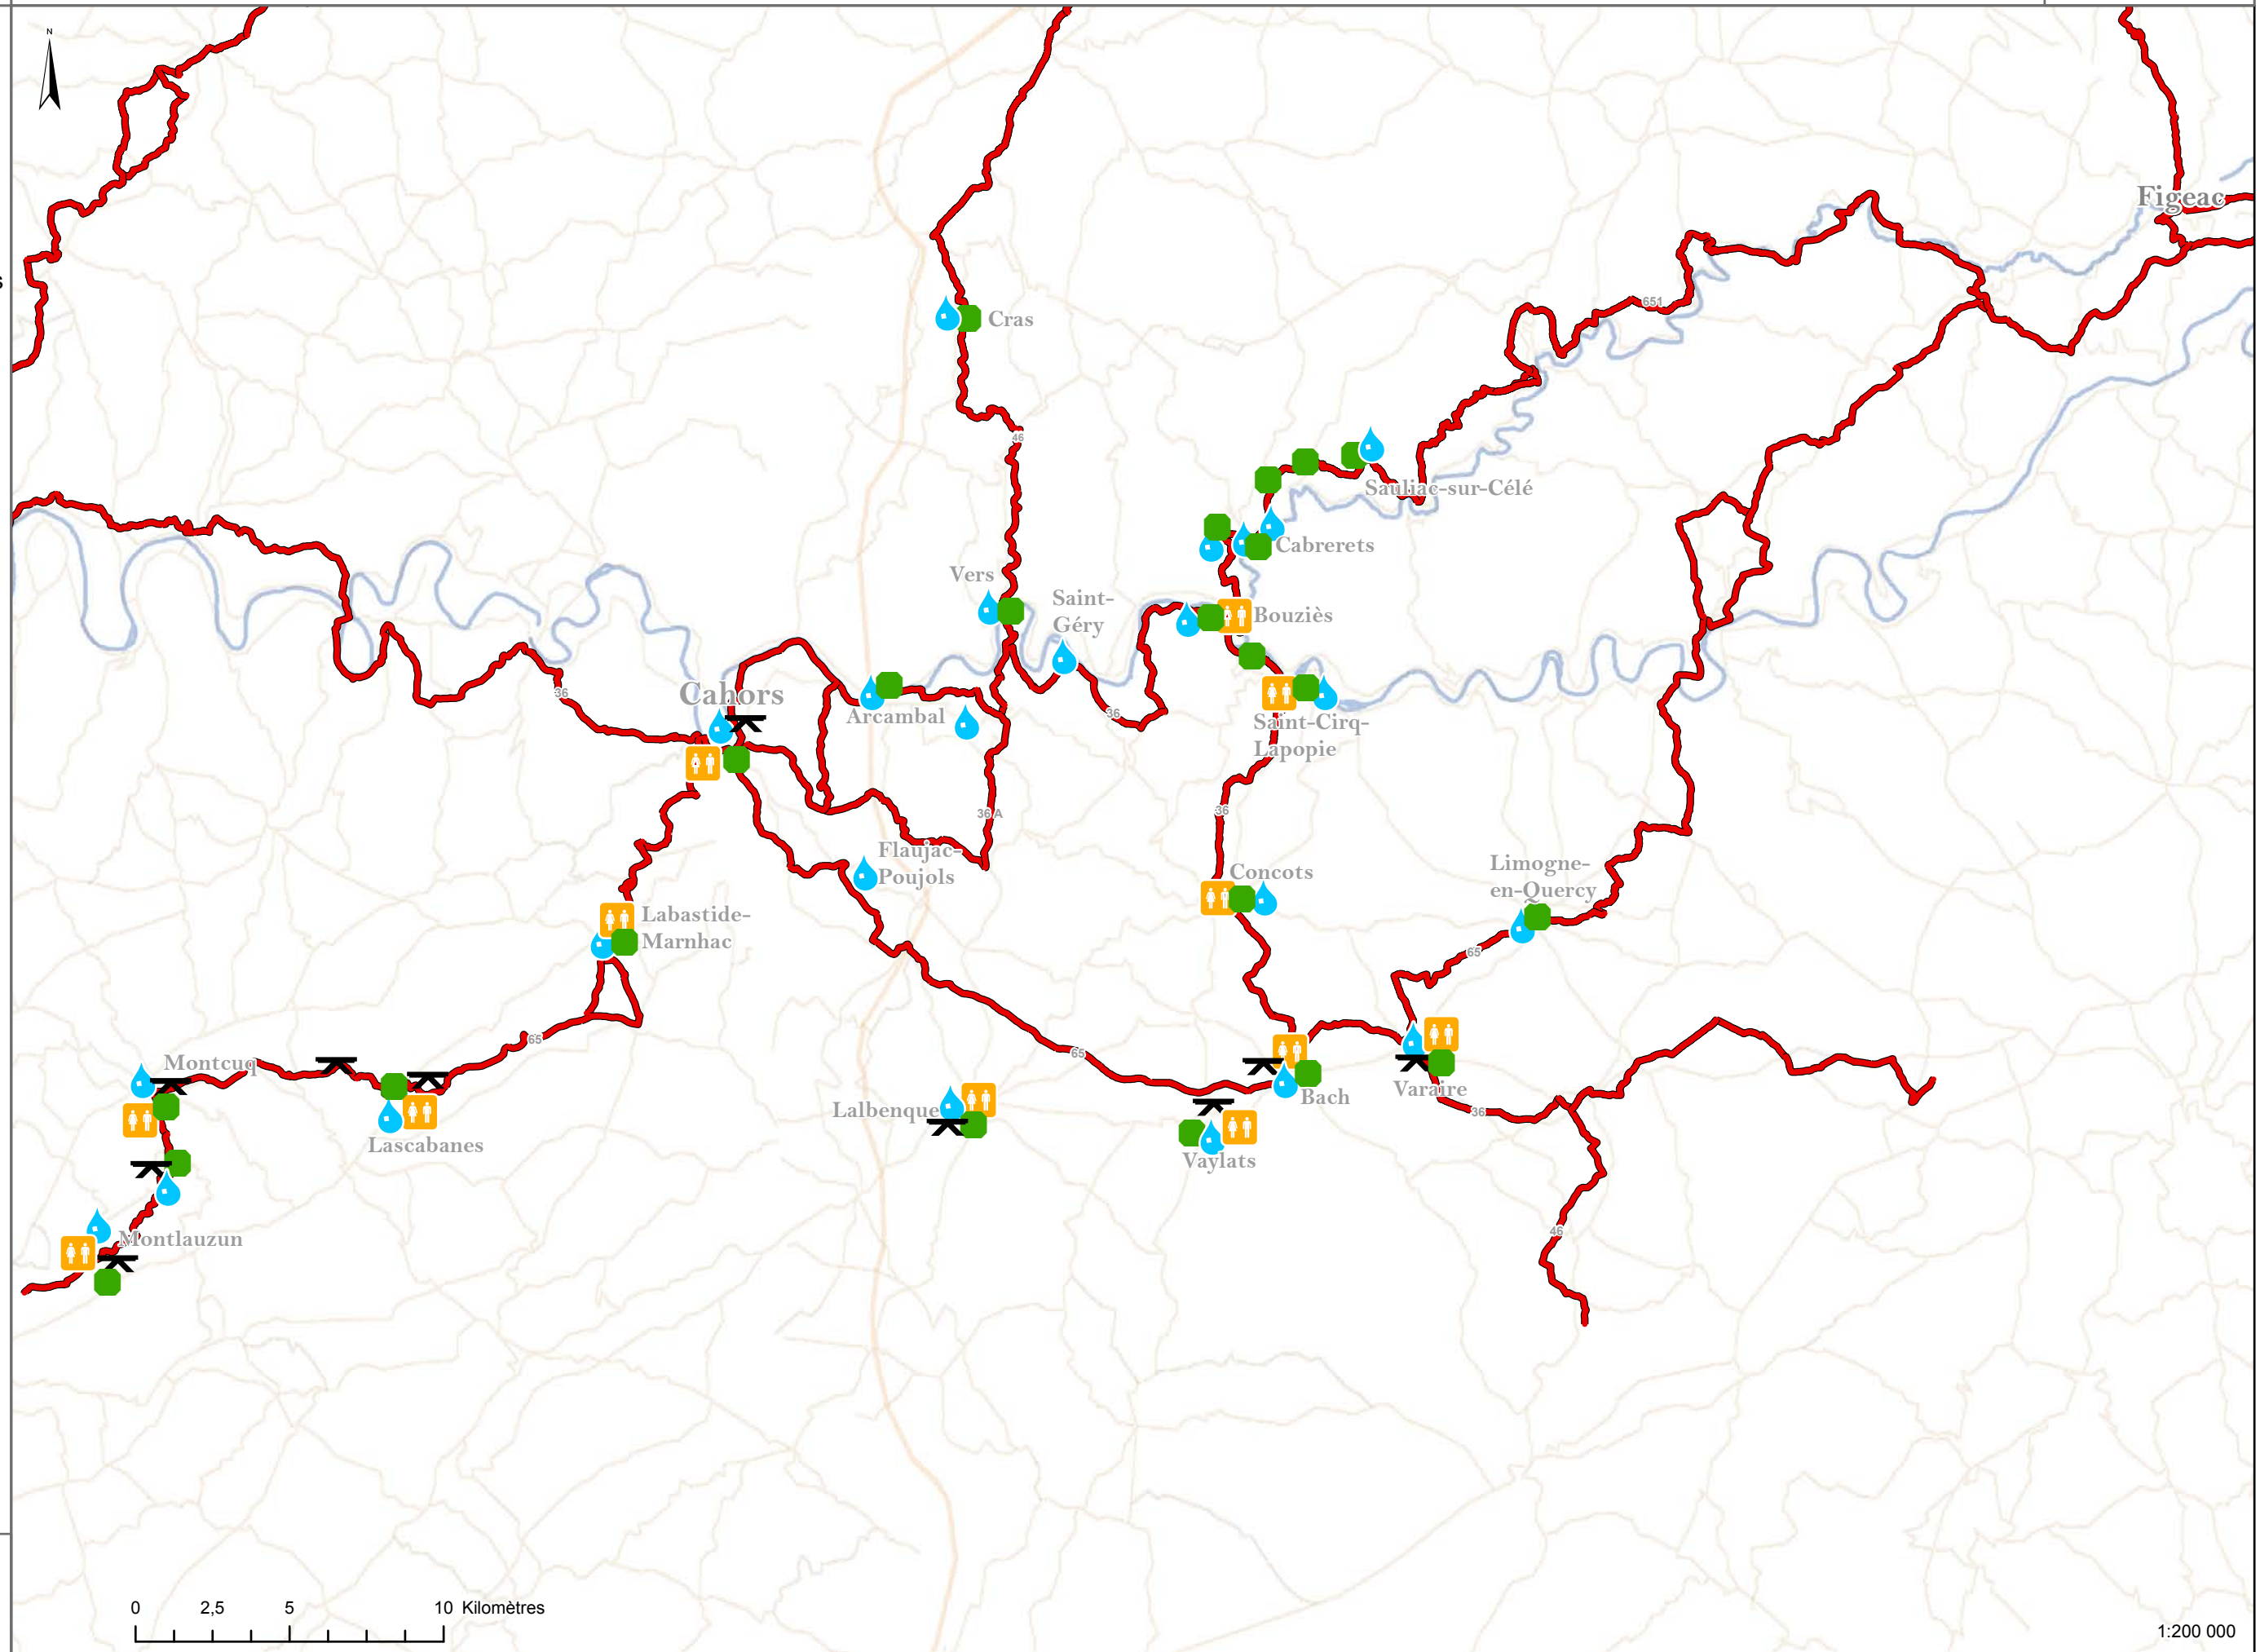 N
s
Figeac
651
Cras
46
Sauliac-sur-Célé
Cabrerets
Vers
Saint-
Géry
Bouziès
36
Cahors
Arcambal
36
Saint-Cirq-
Lapopie
36 A
36
Flaujac-
Poujols
Concots
Limogne-
en-Quercy
Labastide-
Marnhac
65
65
65
Montcuq
Bach
Varaire
Lalbenque
36
Lascabanes
Vaylats
Montlauzun
46
0 2,5 5 10 Kilomètres
1:200 000